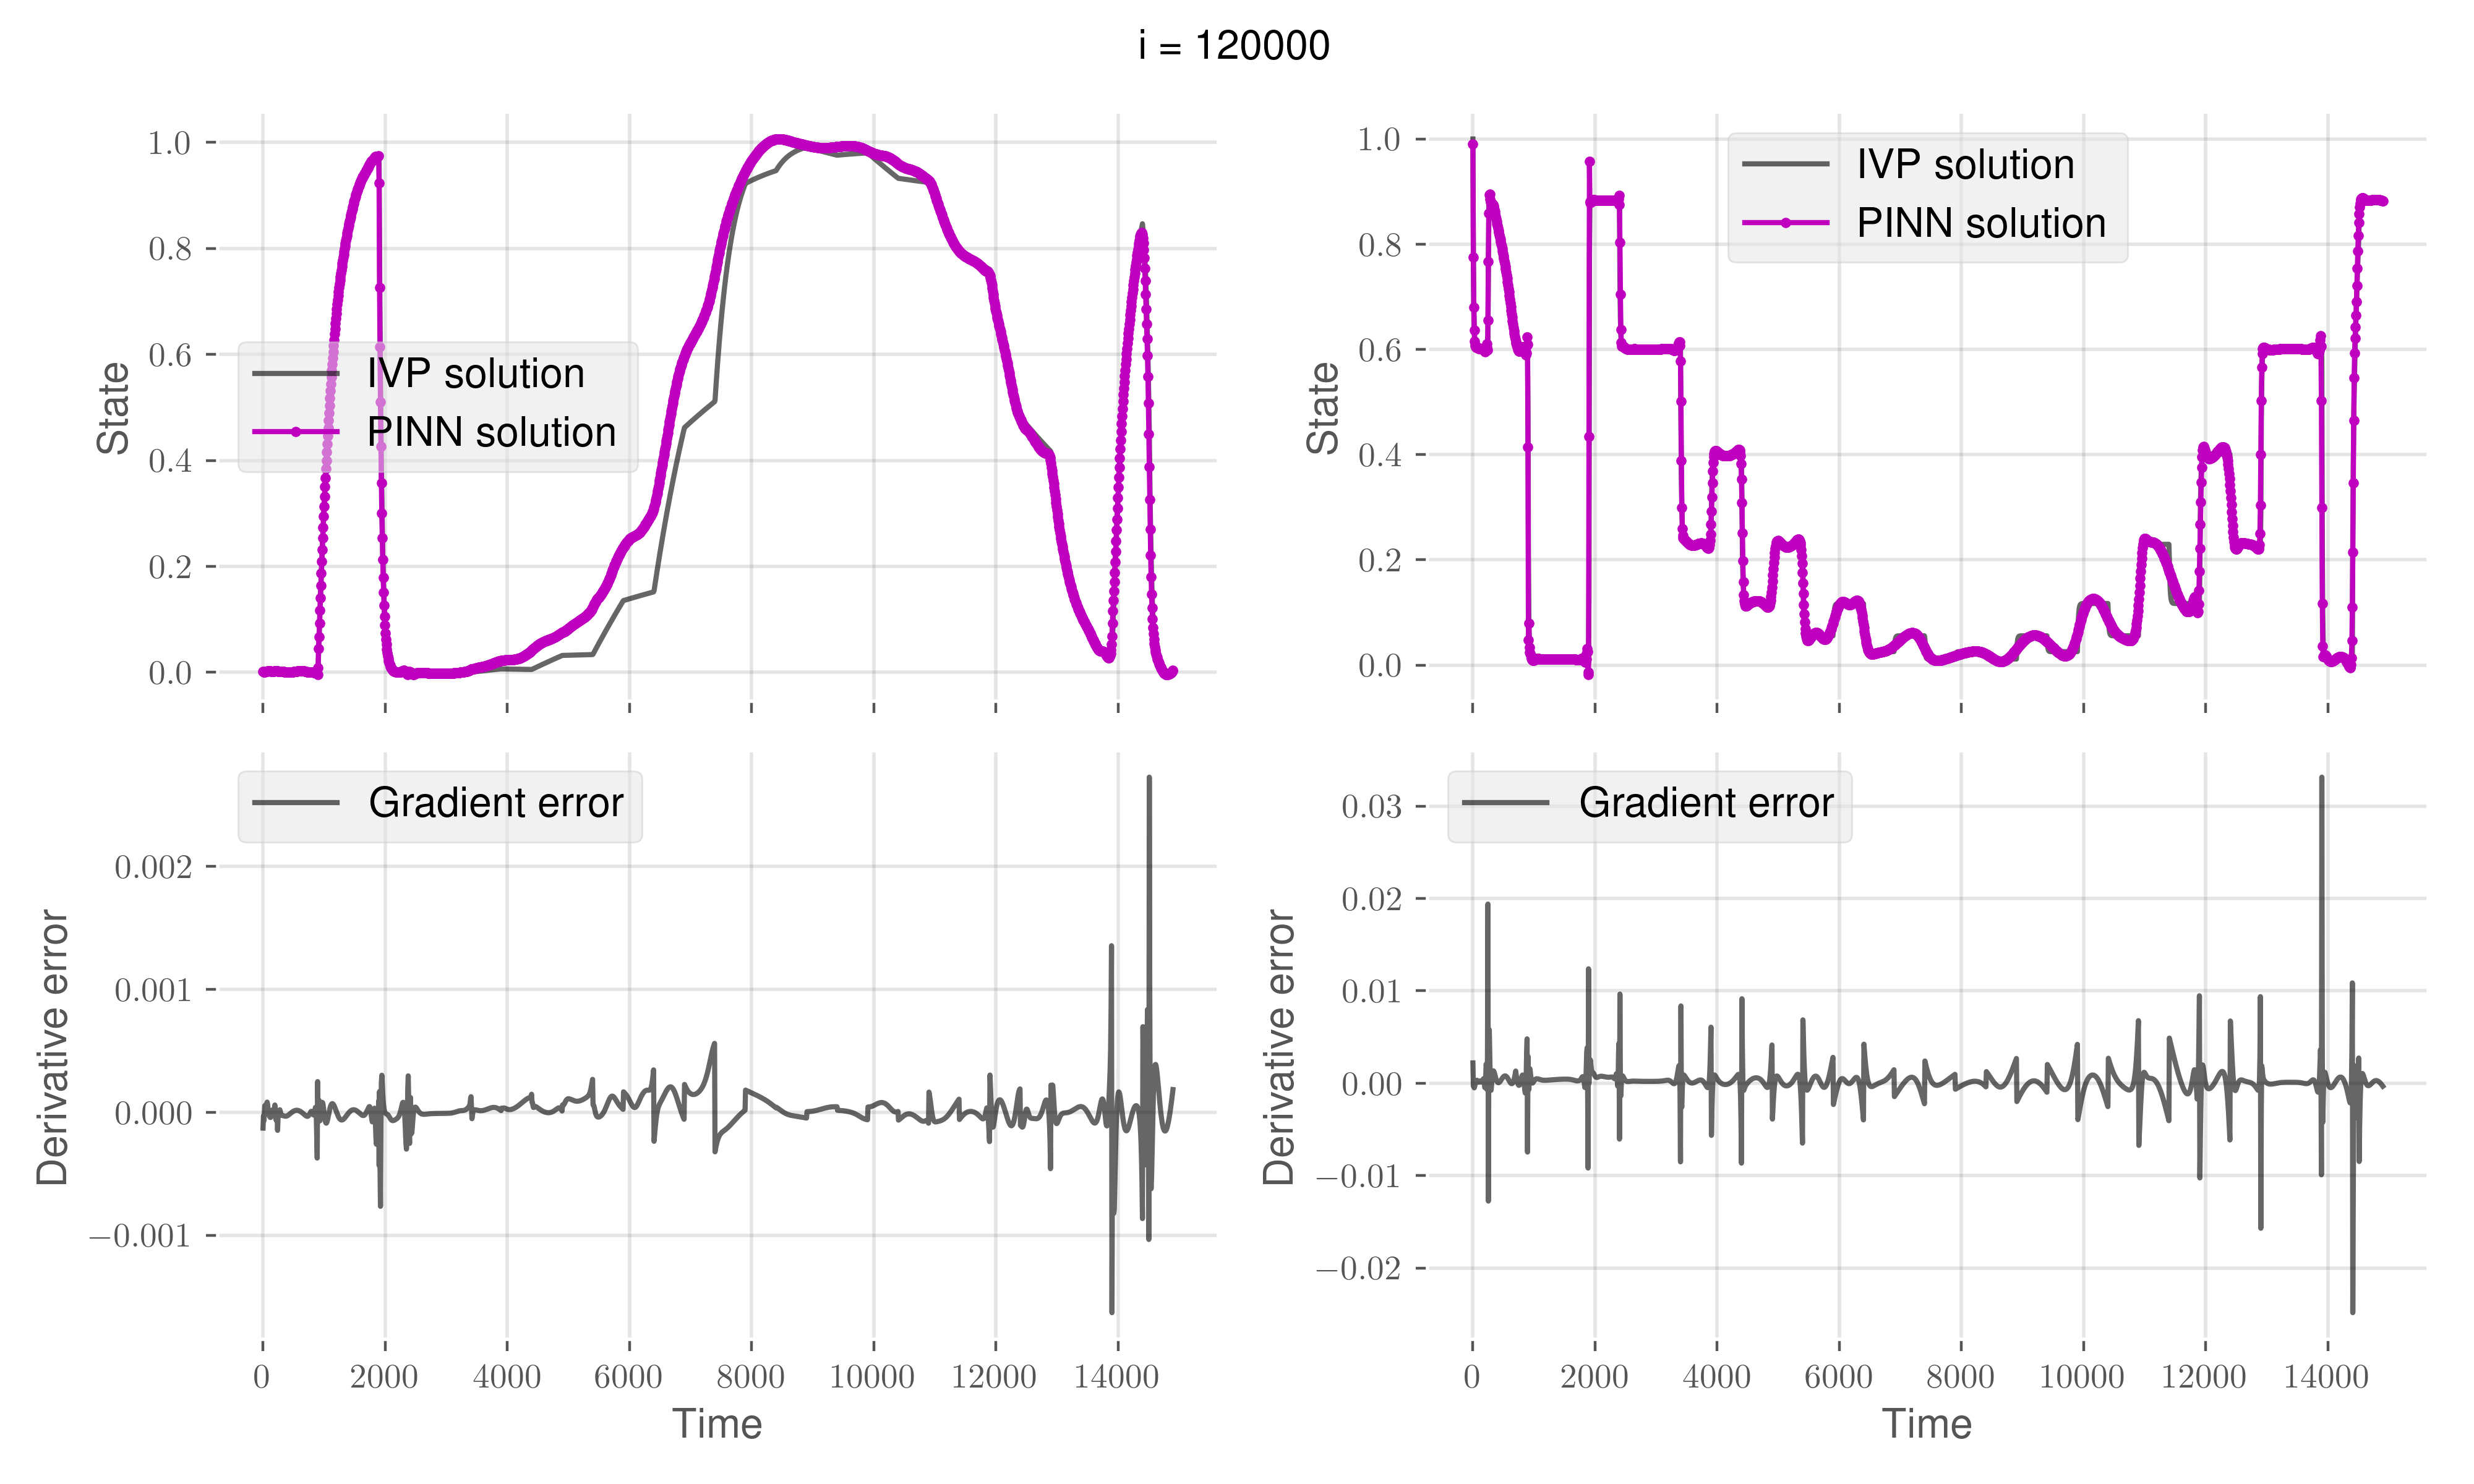 i = 120000
1.0
0.8
0.6
0.4
0.2
0.0
State
IVP solution
PINN solution
1.0
0.8
0.6
0.4
0.2
0.0
State
IVP solution
PINN solution
0.002
0.001
0.000
−0.001
Derivative error
Gradient error
0 2000 4000 6000 8000 10000 12000 14000
Time
0.03
0.02
0.01
0.00
−0.01
−0.02
Derivative error
Gradient error
0 2000 4000 6000 8000 10000 12000 14000
Time